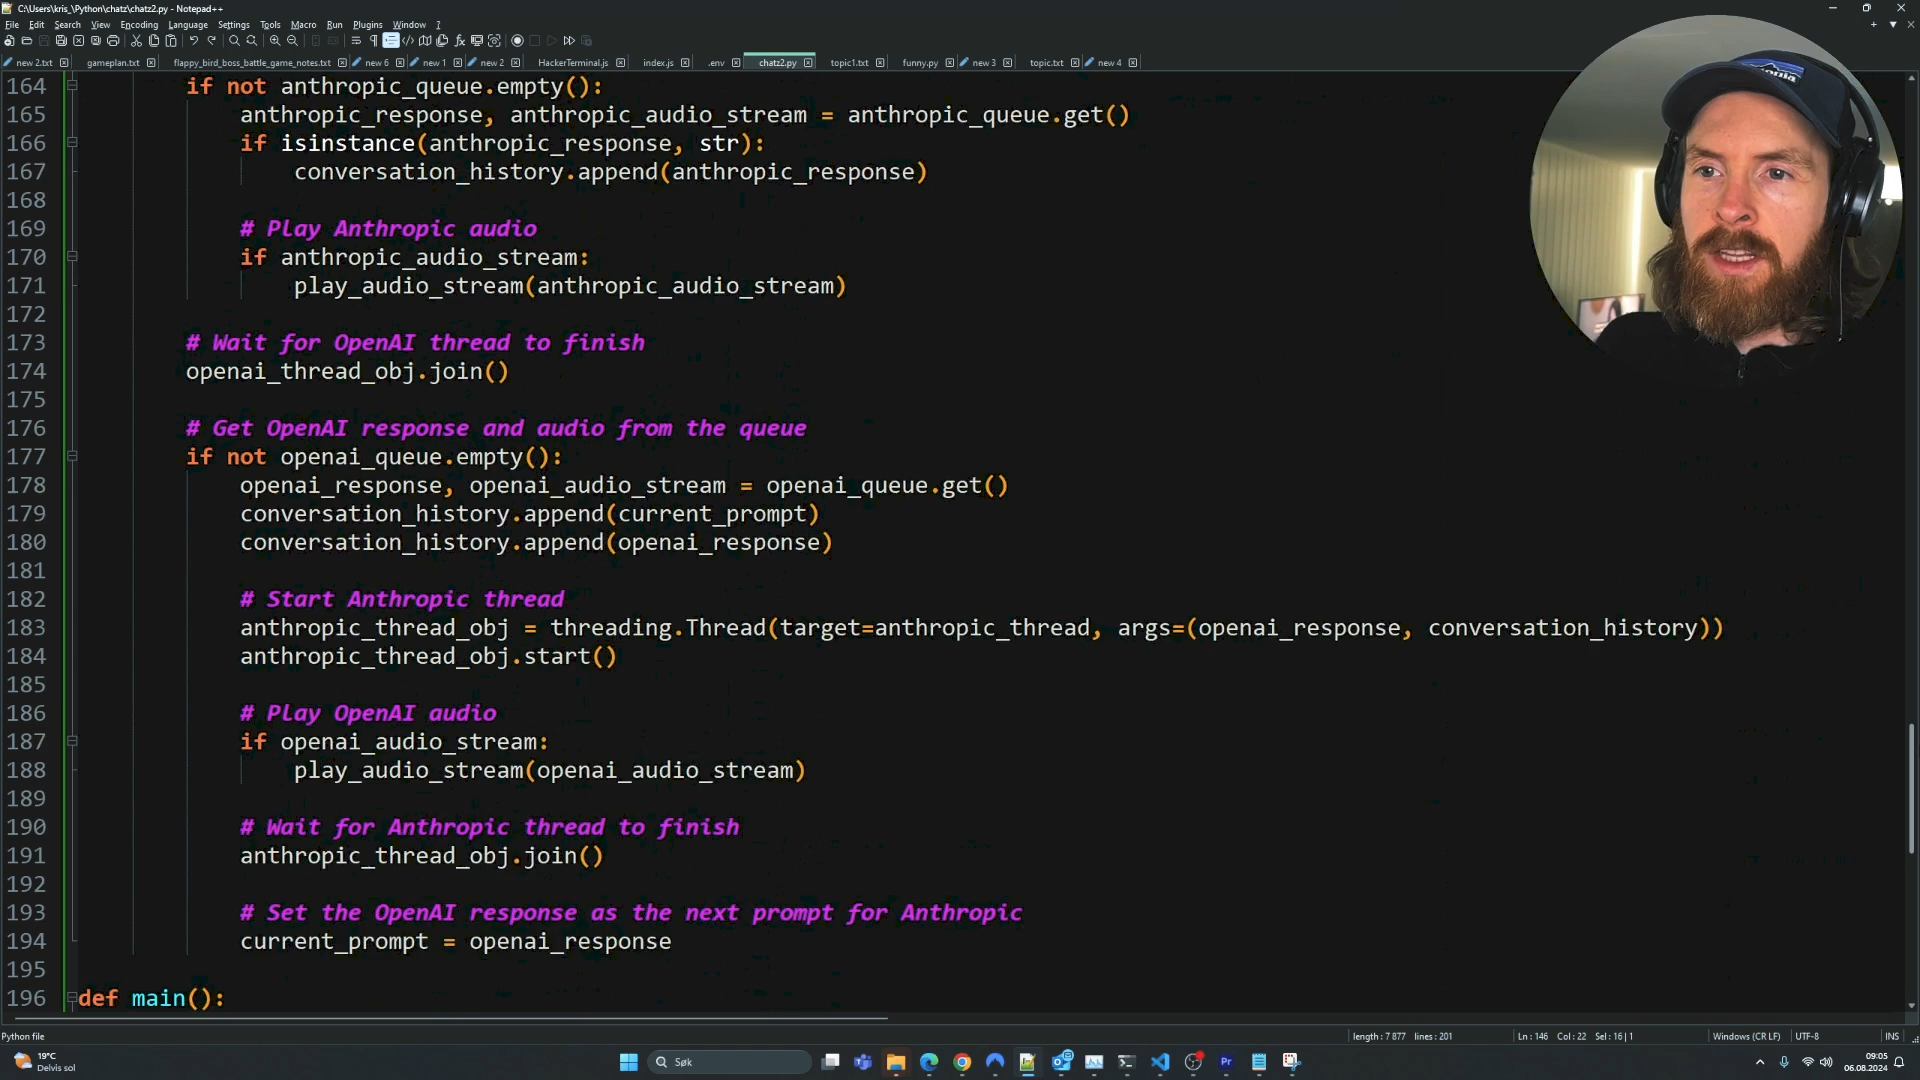 C:\Users\kris_\Python\chatz\chatz2.py - Notepad++
File Edit Search View Encoding Language Settings Tools Macro Run Plugins Window ?
new 2.txt gameplan.txt flappy_bird_boss_battle_game_notes.txt new 6 new 1 new 2 HackerTerminal.js index.js .env chatz2.py topic1.txt funny.py new 3 topic.txt new 4
164 if not anthropic_queue.empty():
165 anthropic_response, anthropic_audio_stream = anthropic_queue.get()
166 if isinstance(anthropic_response, str):
167 conversation_history.append(anthropic_response)
168
169 # Play Anthropic audio
170 if anthropic_audio_stream:
171 play_audio_stream(anthropic_audio_stream)
172
173 # Wait for OpenAI thread to finish
174 openai_thread_obj.join()
175
176 # Get OpenAI response and audio from the queue
177 if not openai_queue.empty():
178 openai_response, openai_audio_stream = openai_queue.get()
179 conversation_history.append(current_prompt)
180 conversation_history.append(openai_response)
181
182 # Start Anthropic thread
183 anthropic_thread_obj = threading.Thread(target=anthropic_thread, args=(openai_response, conversation_history))
184 anthropic_thread_obj.start()
185
186 # Play OpenAI audio
187 if openai_audio_stream:
188 play_audio_stream(openai_audio_stream)
189
190 # Wait for Anthropic thread to finish
191 anthropic_thread_obj.join()
192
193 # Set the OpenAI response as the next prompt for Anthropic
194 current_prompt = openai_response
195
196 def main():
Python file length : 7 877 lines : 201 Ln : 146 Col : 22 Sel : 16 | 1 Windows (CR LF) UTF-8 INS
19°C
Delvis sol
Søk
Pr
09:05
06.08.2024